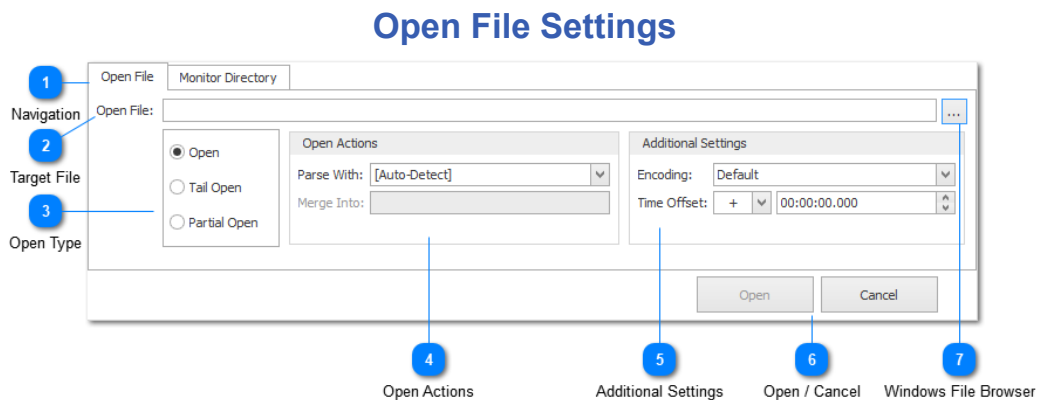 Open File Settings
1
Open File Monitor Directory
Navigation
Open File: ...
2
Target File
Open
Tail Open
Partial Open
Open Actions
Parse With: [Auto-Detect]
Merge Into:
Additional Settings
Encoding: Default
Time Offset: + 00:00:00.000
3
Open Type
Open Cancel
4 5 6 7
Open Actions Additional Settings Open / Cancel Windows File Browser